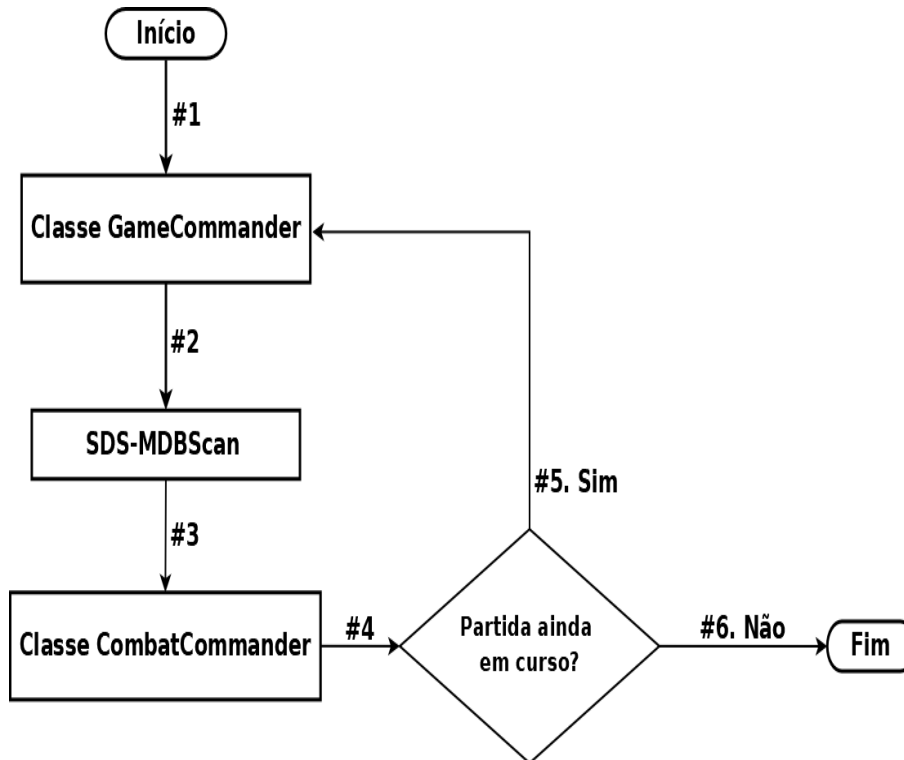 Início
#1
Classe GameCommander
#2
SDS-MDBScan
#5. Sim
#3
Classe CombatCommander
#4
Partida ainda
em curso?
#6. Não
Fim